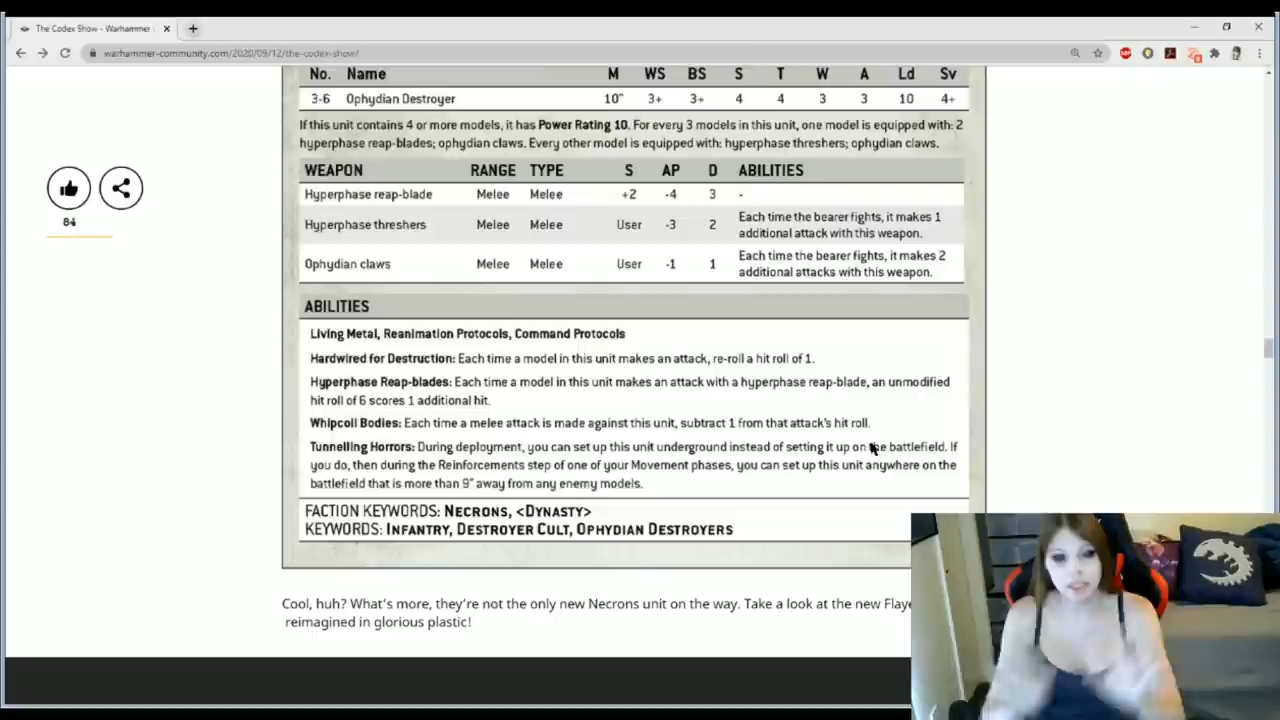 The Codex Show - Warhammer
warhammer-community.com/2020/09/12/the-codex-show/
No. Name M WS BS S T W A Ld Sv
3-6 Ophydian Destroyer 10" 3+ 3+ 4 4 3 3 10 4+
If this unit contains 4 or more models, it has Power Rating 10. For every 3 models in this unit, one model is equipped with: 2
hyperphase reap-blades; ophydian claws. Every other model is equipped with: hyperphase threshers; ophydian claws.
WEAPON RANGE TYPE S AP D ABILITIES
Hyperphase reap-blade Melee Melee +2 -4 3 -
Hyperphase threshers Melee Melee User -3 2 Each time the bearer fights, it makes 1
additional attack with this weapon.
Ophydian claws Melee Melee User -1 1 Each time the bearer fights, it makes 2
additional attacks with this weapon.
84
ABILITIES
Living Metal, Reanimation Protocols, Command Protocols
Hardwired for Destruction: Each time a model in this unit makes an attack, re-roll a hit roll of 1.
Hyperphase Reap-blades: Each time a model in this unit makes an attack with a hyperphase reap-blade, an unmodified
hit roll of 6 scores 1 additional hit.
Whipcoil Bodies: Each time a melee attack is made against this unit, subtract 1 from that attack's hit roll.
Tunnelling Horrors: During deployment, you can set up this unit underground instead of setting it up on the battlefield. If
you do, then during the Reinforcements step of one of your Movement phases, you can set up this unit anywhere on the
battlefield that is more than 9" away from any enemy models.
FACTION KEYWORDS: NECRONS, <DYNASTY>
KEYWORDS: INFANTRY, DESTROYER CULT, OPHYDIAN DESTROYERS
Cool, huh? What's more, they're not the only new Necrons unit on the way. Take a look at the new Flaye
reimagined in glorious plastic!